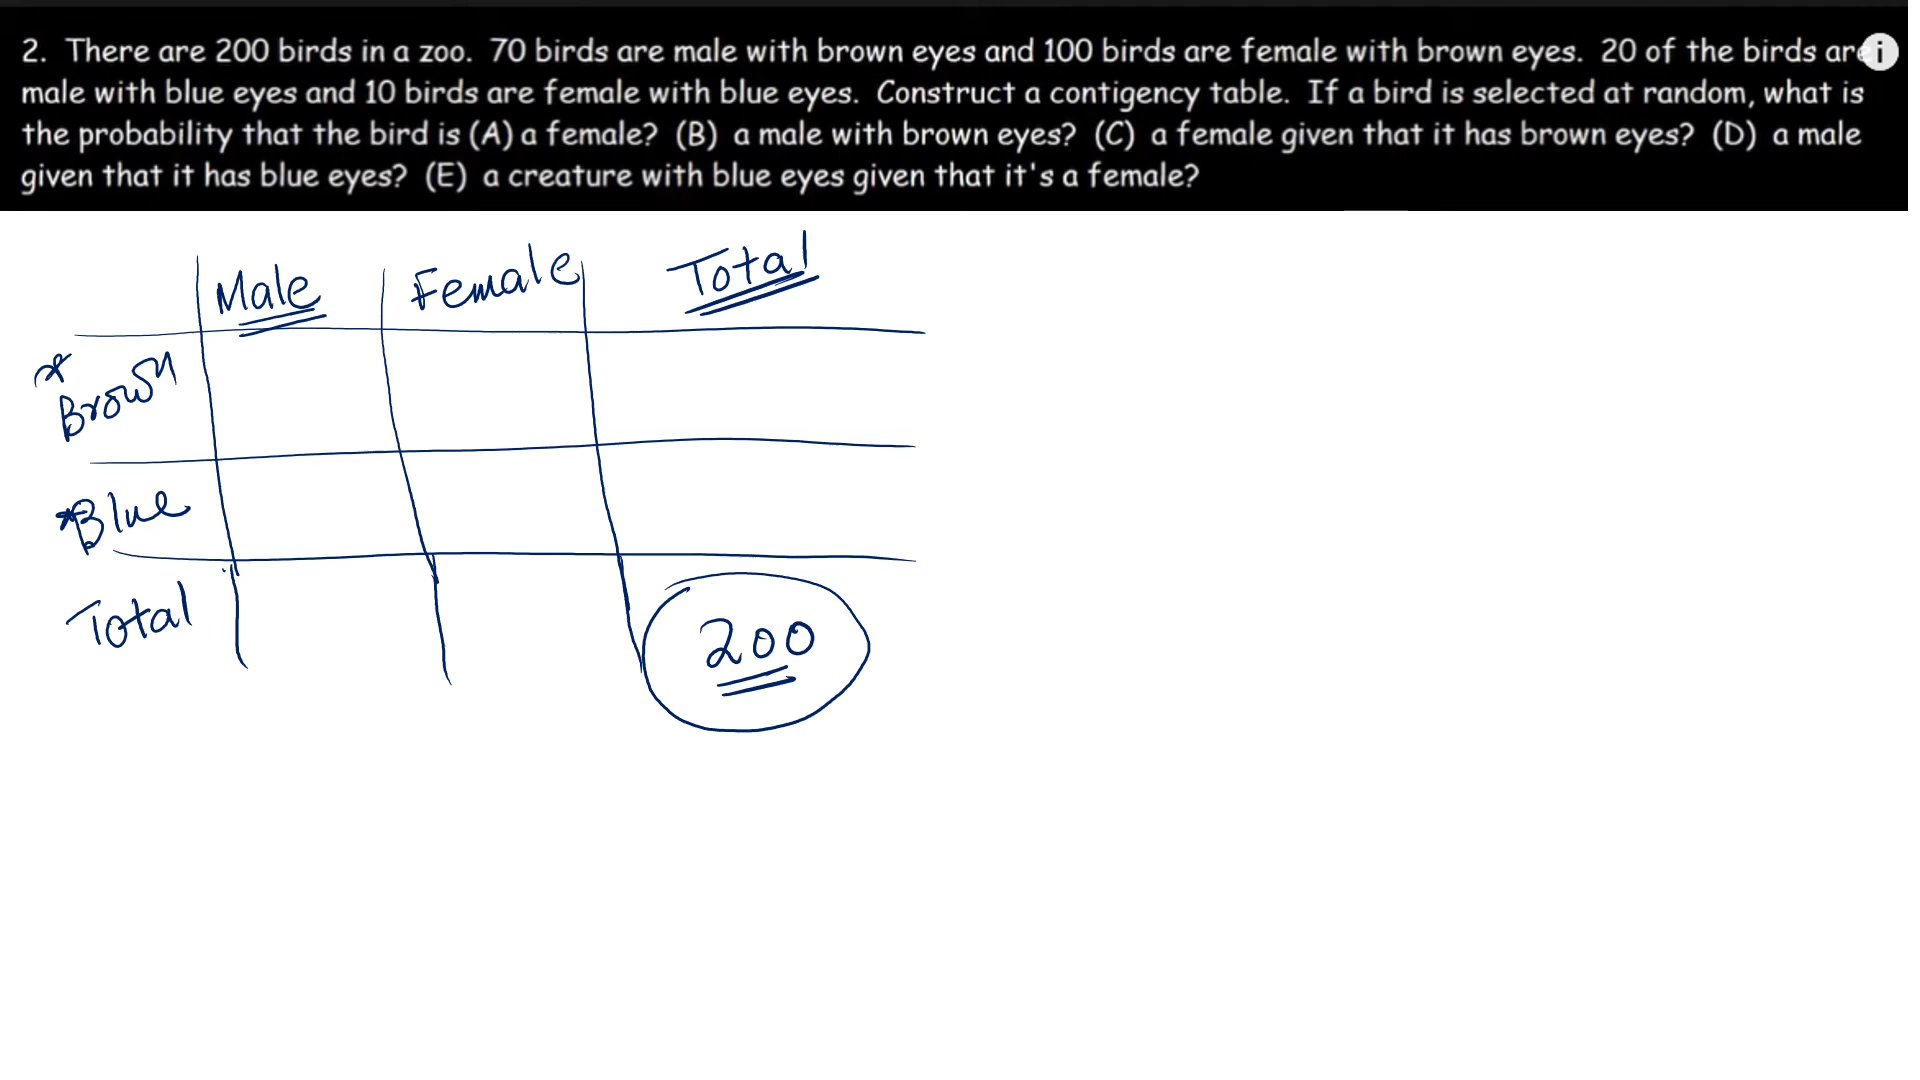 2. There are 200 birds in a zoo. 70 birds are male with brown eyes and 100 birds are female with brown eyes. 20 of the birds are
male with blue eyes and 10 birds are female with blue eyes. Construct a contigency table. If a bird is selected at random, what is
the probability that the bird is (A) a female? (B) a male with brown eyes? (C) a female given that it has brown eyes? (D) a male
given that it has blue eyes? (E) a creature with blue eyes given that it's a female?
Male Female Total
* Brown
*Blue
Total 200